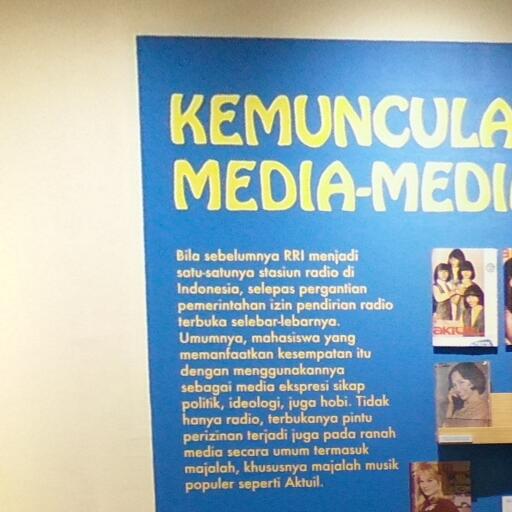 KEMUNCULA
MEDIA-MEDI
Bila sebelumnya RRI menjadi
satu-satunya stasiun radio di
Indonesia, selepas pergantian
pemerintahan izin pendirian radio
terbuka selebar-lebarnya.
Umumnya, mahasiswa yang
memanfaatkan kesempatan itu
dengan menggunakannya
sebagai media ekspresi sikap
politik, ideologi, juga hobi. Tidak
hanya radio, terbukanya pintu
perizinan terjadi juga pada ranah
media secara umum termasuk
majalah, khususnya majalah musik
populer seperti Aktuil.